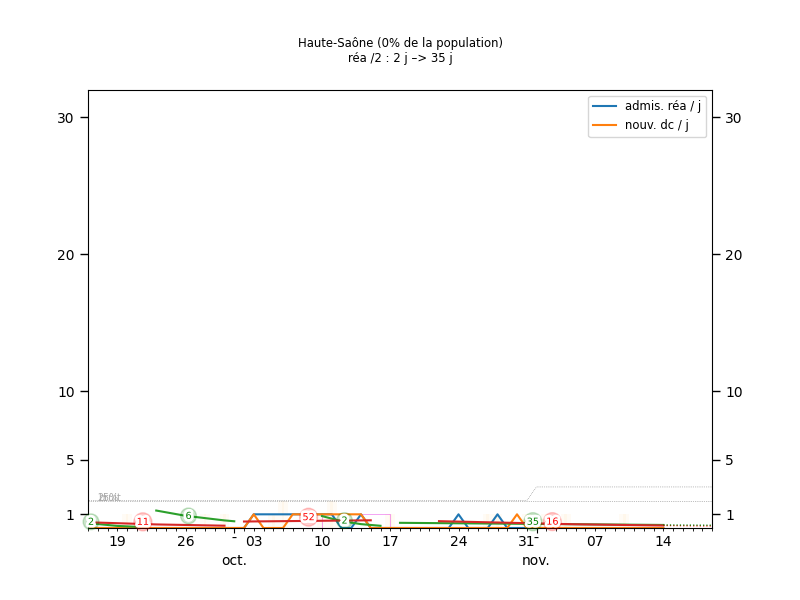 Haute-Saône (0% de la population)
réa /2 : 2 j –> 35 j
admis. réa / j
nouv. dc / j
30 30
20 20
10 10
5 5
1 1
2 11 6 52 2 35 16
19 26 - 03 10 17 24 31- 07 14
oct. nov.